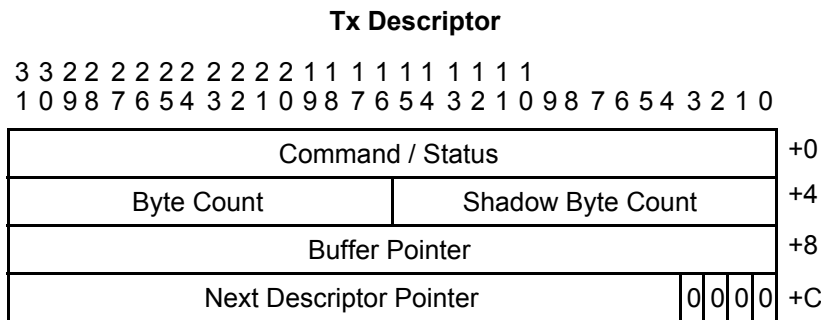 Tx Descriptor
3 3 2 2 2 2 2 2 2 2 2 2 1 1 1 1 1 1 1 1 1 1
1 0 9 8 7 6 5 4 3 2 1 0 9 8 7 6 5 4 3 2 1 0 9 8 7 6 5 4 3 2 1 0
Command / Status +0
Byte Count Shadow Byte Count +4
Buffer Pointer +8
Next Descriptor Pointer 0 0 0 0 +C